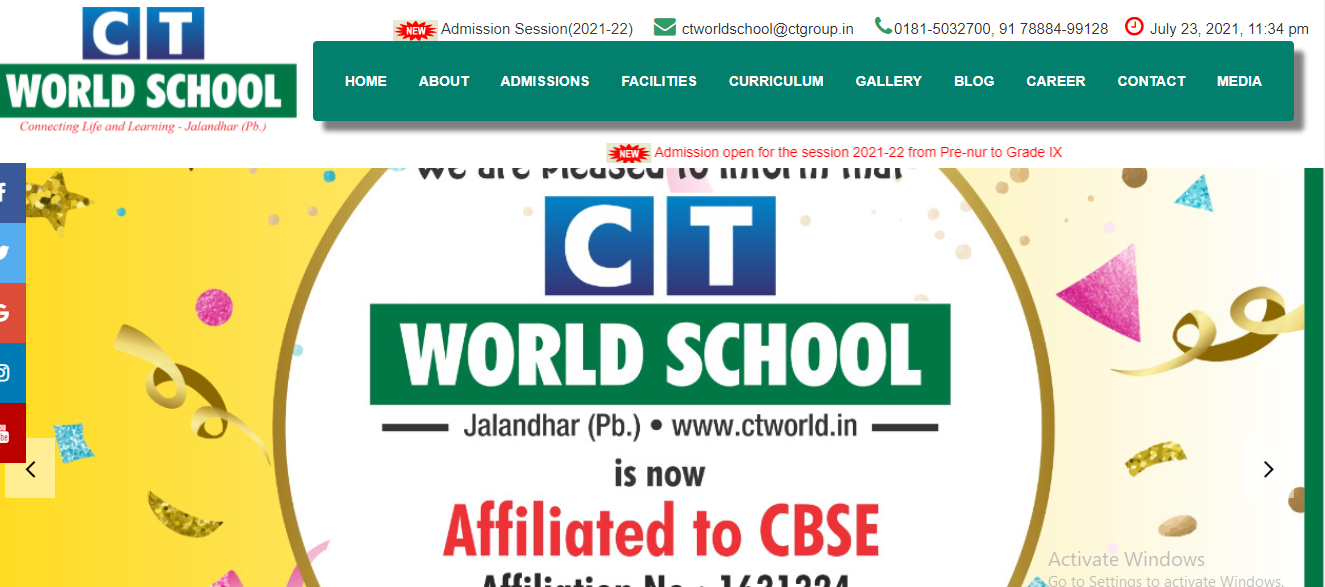 CT
WORLD SCHOOL
Connecting Life and Learning - Jalandhar (Pb.)
NEW Admission Session(2021-22) ctworldschool@ctgroup.in 0181-5032700, 91 78884-99128 July 23, 2021, 11:34 pm
HOME ABOUT ADMISSIONS FACILITIES CURRICULUM GALLERY BLOG CAREER CONTACT MEDIA
NEW Admission open for the session 2021-22 from Pre-nur to Grade IX
We are pleased to inform that
CT
WORLD SCHOOL
Jalandhar (Pb.) • www.ctworld.in
is now
Affiliated to CBSE
Affiliation No : 1631224
Activate Windows
Go to Settings to activate Windows.